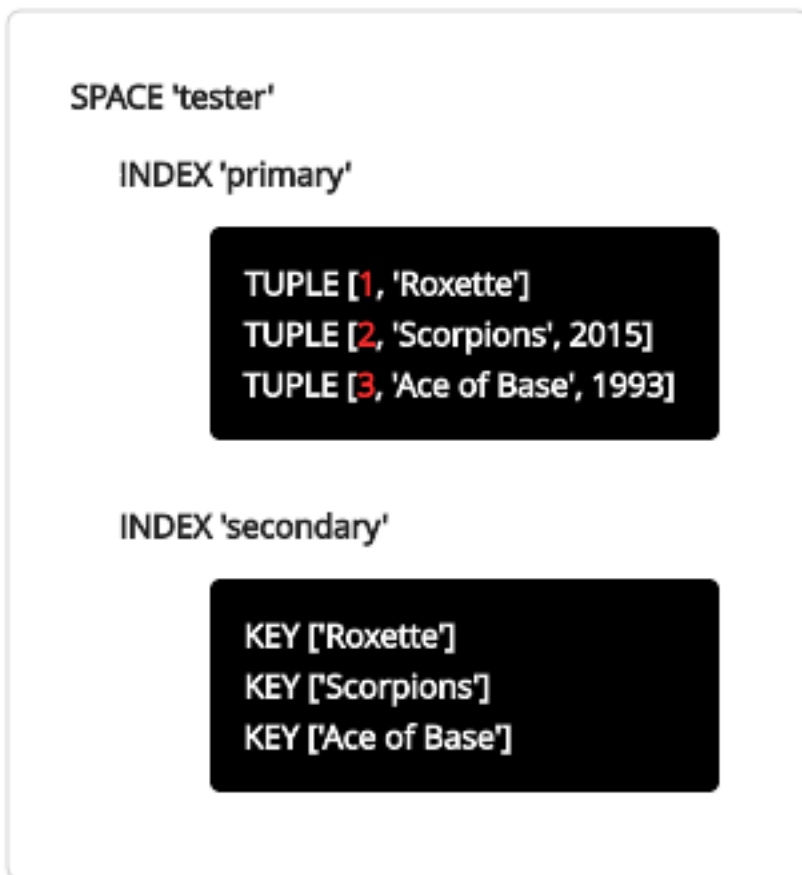 SPACE 'tester'
INDEX 'primary'
TUPLE [1, 'Roxette']
TUPLE [2, 'Scorpions', 2015]
TUPLE [3, 'Ace of Base', 1993]
INDEX 'secondary'
KEY ['Roxette']
KEY ['Scorpions']
KEY ['Ace of Base']